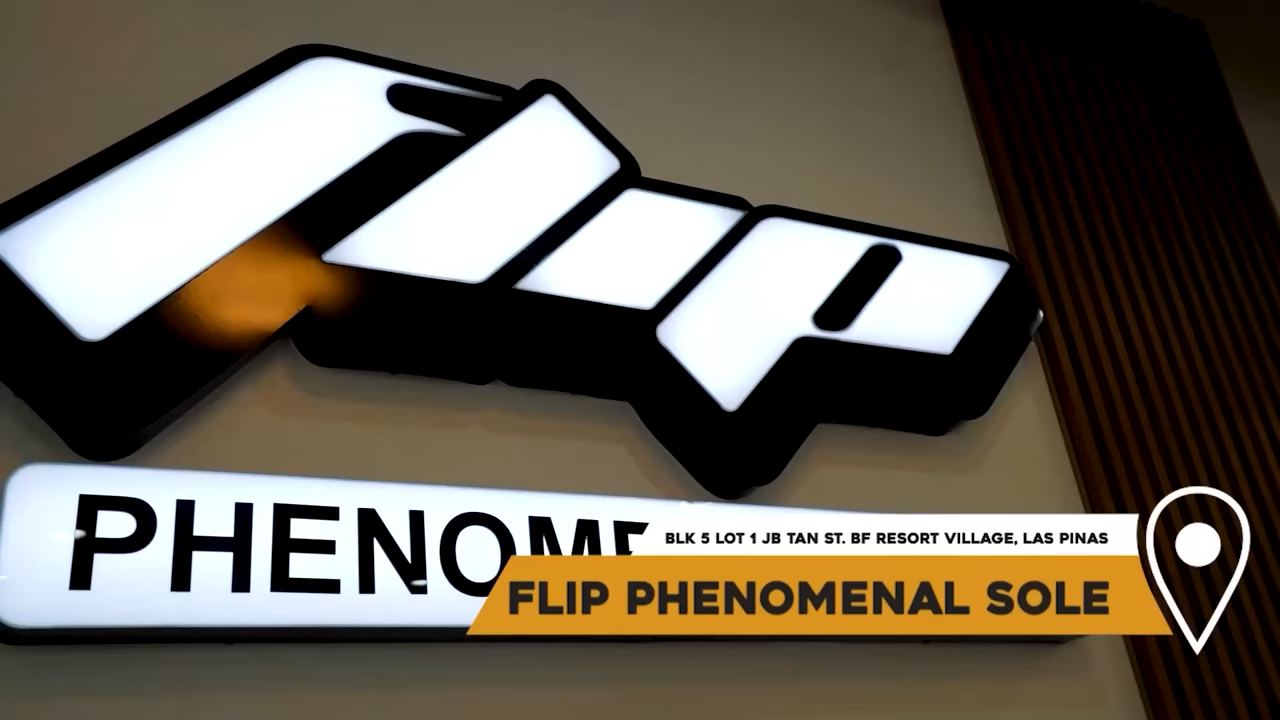 flip
PHENOME
BLK 5 LOT 1 JB TAN ST. BF RESORT VILLAGE, LAS PINAS
FLIP PHENOMENAL SOLE